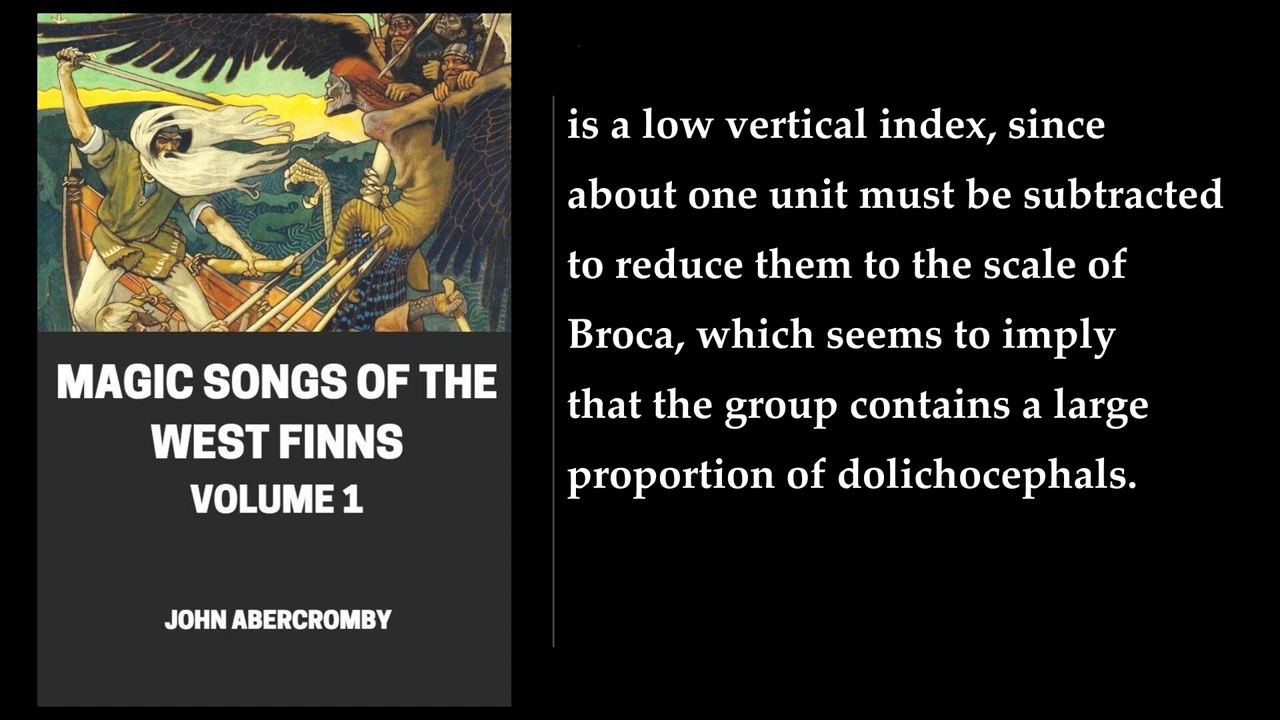 MAGIC SONGS OF THE
WEST FINNS
VOLUME 1
JOHN ABERCROMBY
is a low vertical index, since
about one unit must be subtracted
to reduce them to the scale of
Broca, which seems to imply
that the group contains a large
proportion of dolichocephals.